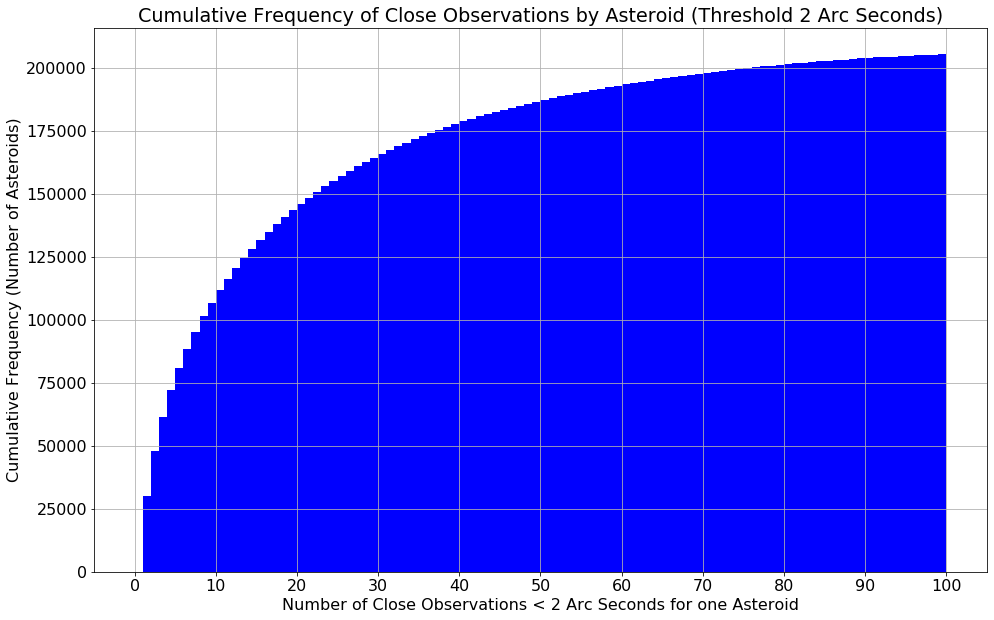 Cumulative Frequency of Close Observations by Asteroid (Threshold 2 Arc Seconds)
Cumulative Frequency (Number of Asteroids)
200000
175000
150000
125000
100000
75000
50000
25000
0
0 10 20 30 40 50 60 70 80 90 100
Number of Close Observations < 2 Arc Seconds for one Asteroid